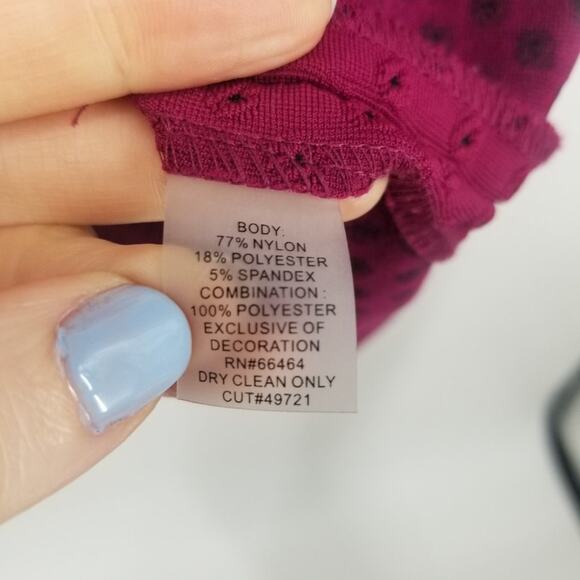 BODY:
77% NYLON
18% POLYESTER
5% SPANDEX
COMBINATION :
100% POLYESTER
EXCLUSIVE OF
DECORATION
RN#66464
DRY CLEAN ONLY
CUT#49721